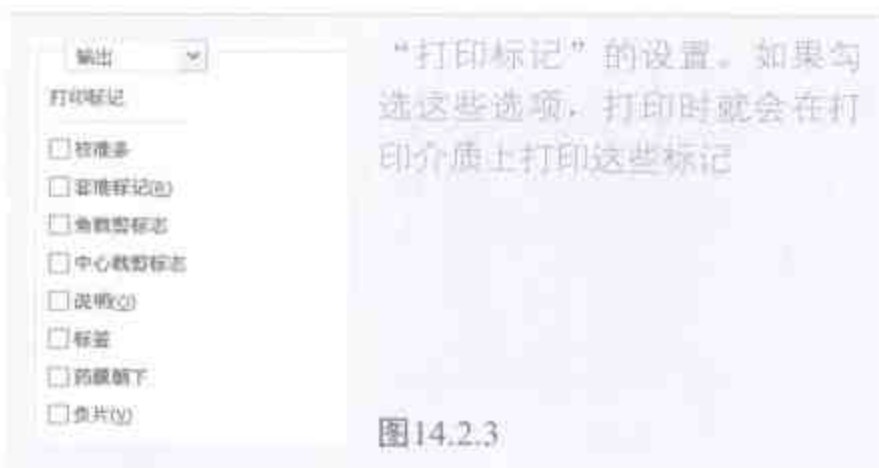 输出
打印标记
校准条
套准标记(R)
角裁剪标志
中心裁剪标志
说明(O)
标签
药膜朝下
负片(V)
“打印标记”的设置。如果勾
选这些选项，打印时就会在打
印介质上打印这些标记
图14.2.3